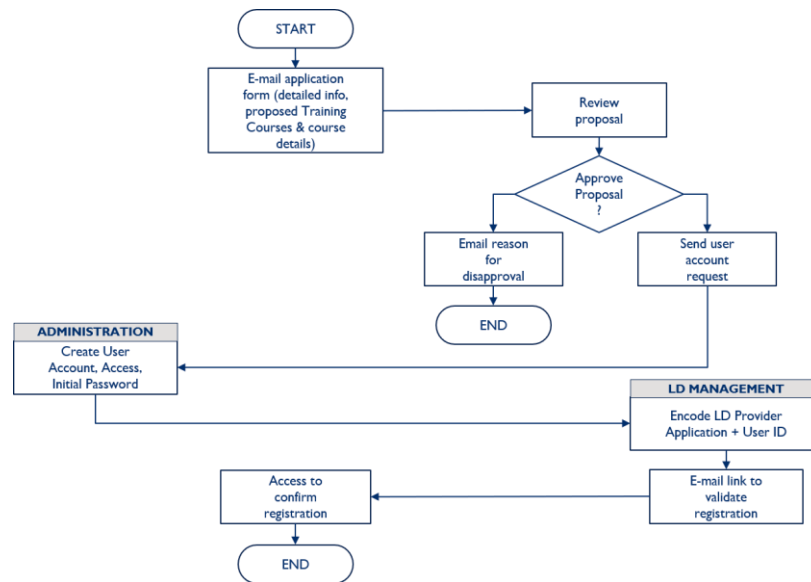 START
E-mail application
form (detailed info,
proposed Training
Courses & course
details)
Review
proposal
Approve
Proposal
?
Email reason
for
disapproval
Send user
account
request
END
ADMINISTRATION
Create User
Account, Access,
Initial Password
LD MANAGEMENT
Encode LD Provider
Application + User ID
Access to
confirm
registration
E-mail link to
validate
registration
END